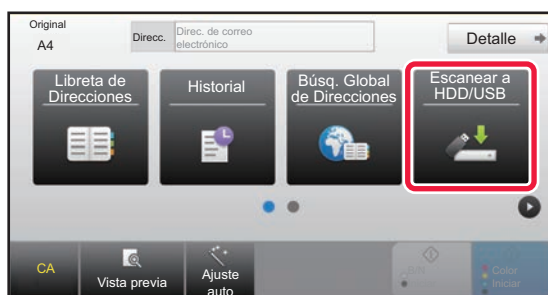 Original
A4
Direcc.
Direc. de correo
electrónico
Detalle
Libreta de
Direcciones
Historial
Búsq. Global
de Direcciones
Escanear a
HDD/USB
CA
Vista previa
Ajuste
auto
Color
Iniciar